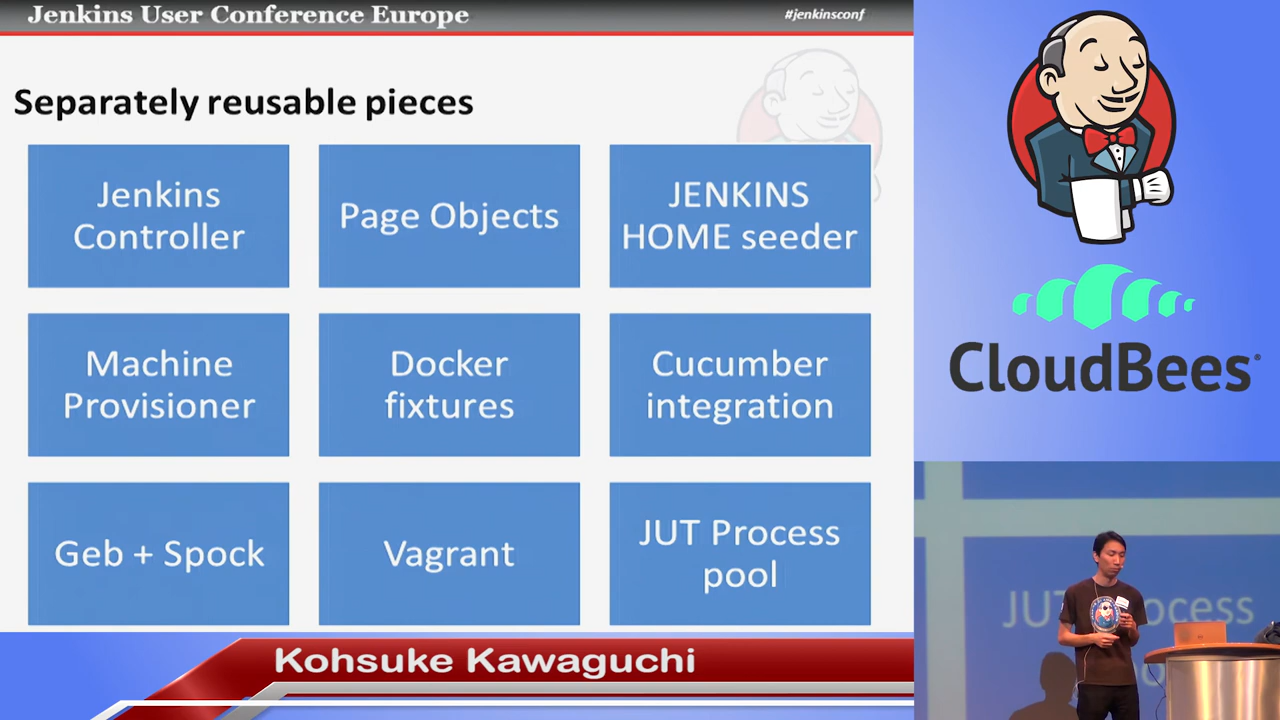 Jenkins User Conference Europe
#jenkinsconf
Separately reusable pieces
Jenkins
Controller
Page Objects
JENKINS
HOME seeder
Machine
Provisioner
Docker
fixtures
Cucumber
integration
Geb + Spock
Vagrant
JUT Process
pool
Kohsuke Kawaguchi
CloudBees®